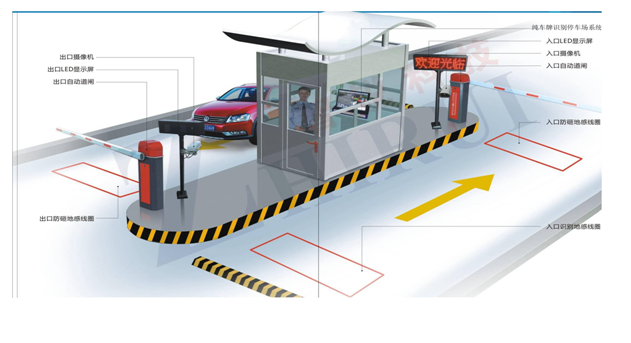 纯车牌识别停车场系统
入口LED显示屏
入口摄像机
入口自动道闸
出口摄像机
出口LED显示屏
出口自动道闸
欢迎光临
入口防砸地感线圈
出口防砸地感线圈
入口识别地感线圈